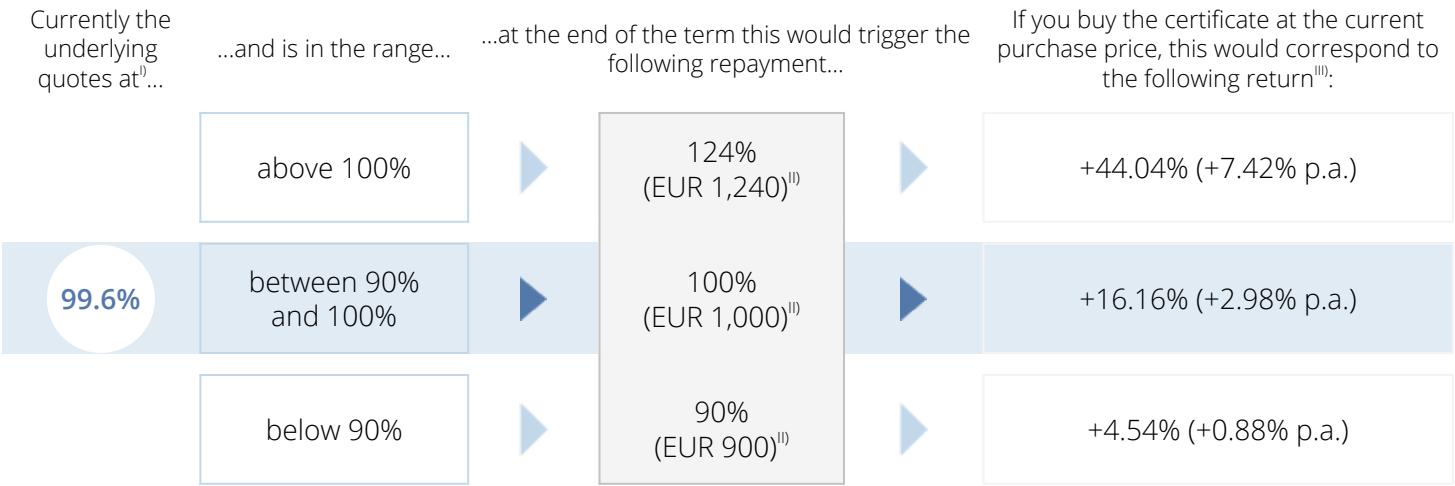 Currently the
underlying
quotes at^I)...
...and is in the range...
...at the end of the term this would trigger the
following repayment...
If you buy the certificate at the current
purchase price, this would correspond to
the following return^III):
above 100%
124%
(EUR 1,240)^II)
+44.04% (+7.42% p.a.)
99.6%
between 90%
and 100%
100%
(EUR 1,000)^II)
+16.16% (+2.98% p.a.)
below 90%
90%
(EUR 900)^II)
+4.54% (+0.88% p.a.)